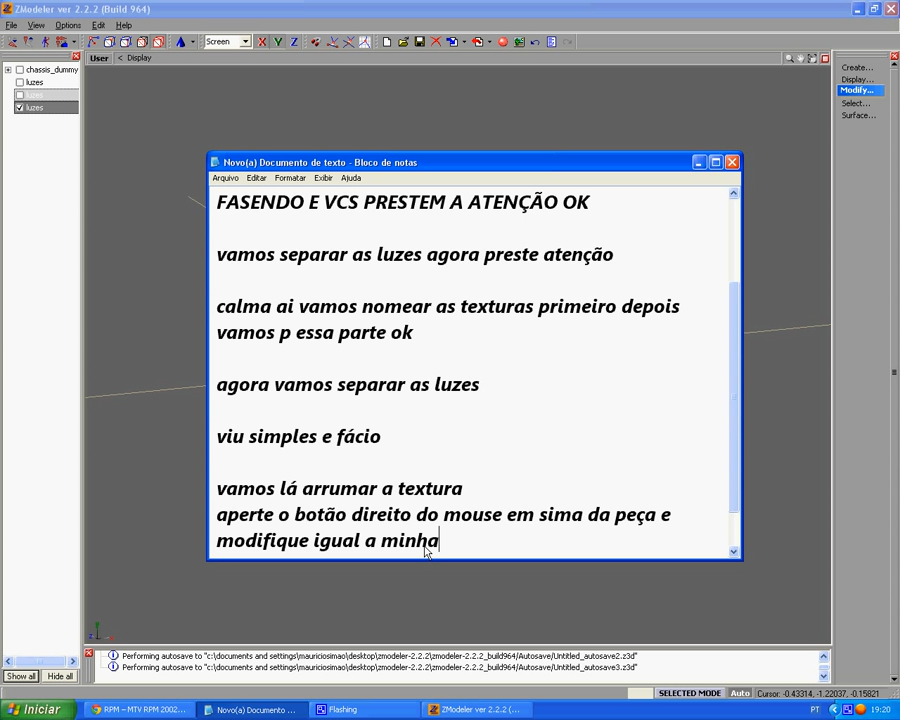 ZModeler ver 2.2.2 (Build 964)
File View Options Edit Help
Screen X Y Z
User < Display
chassis_dummy
luzes
luzes
luzes
Create...
Display...
Modify...
Select...
Surface...
Novo(a) Documento de texto - Bloco de notas
Arquivo Editar Formatar Exibir Ajuda
FASENDO E VCS PRESTEM A ATENÇÃO OK
vamos separar as luzes agora preste atenção
calma ai vamos nomear as texturas primeiro depois
vamos p essa parte ok
agora vamos separar as luzes
viu simples e fácio
vamos lá arrumar a textura
aperte o botão direito do mouse em sima da peça e
modifique igual a minha
Show all Hide all
Performing autosave to "c:\documents and settings\mauriciosimao\desktop\zmodeler-2.2.2\zmodeler-2.2.2_build964/Autosave/Untitled_autosave2.z3d"
Performing autosave to "c:\documents and settings\mauriciosimao\desktop\zmodeler-2.2.2\zmodeler-2.2.2_build964/Autosave/Untitled_autosave3.z3d"
SELECTED MODE Auto Cursor: -0.43314, -1.22037, -0.15821
Iniciar RPM – MTV RPM 2002... Novo(a) Documento ... Flashing ZModeler ver 2.2.2 (... PT 19:20